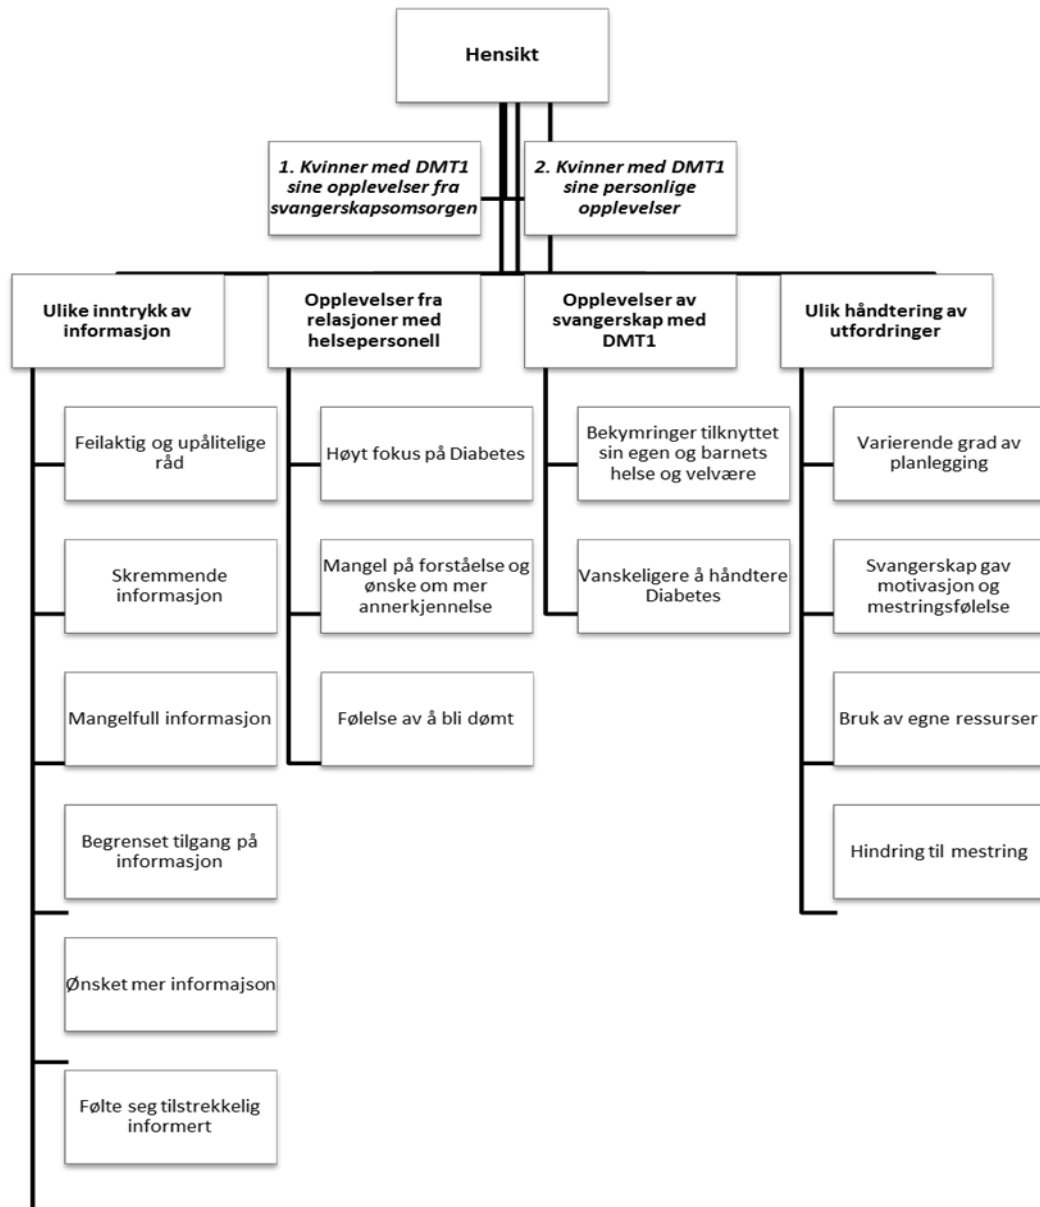 Hensikt
1. Kvinner med DMT1
sine opplevelser fra
svangerskapsomsorgen
2. Kvinner med DMT1
sine personlige
opplevelser
Ulike inntrykk av
informasjon
Feilaktig og upålitelige
råd
Skremmende
informasjon
Mangelfull informasjon
Begrenset tilgang på
informasjon
Ønsket mer informajson
Følte seg tilstrekkelig
informert
Opplevelser fra
relasjoner med
helsepersonell
Høyt fokus på Diabetes
Mangel på forståelse og
ønske om mer
annerkjennelse
Følelse av å bli dømt
Opplevelser av
svangerskap med
DMT1
Bekymringer tilknyttet
sin egen og barnets
helse og velvære
Vanskeligere å håndtere
Diabetes
Ulik håndtering av
utfordringer
Varierende grad av
planlegging
Svangerskap gav
motivasjon og
mestringsfølelse
Bruk av egne ressurser
Hindring til mestring